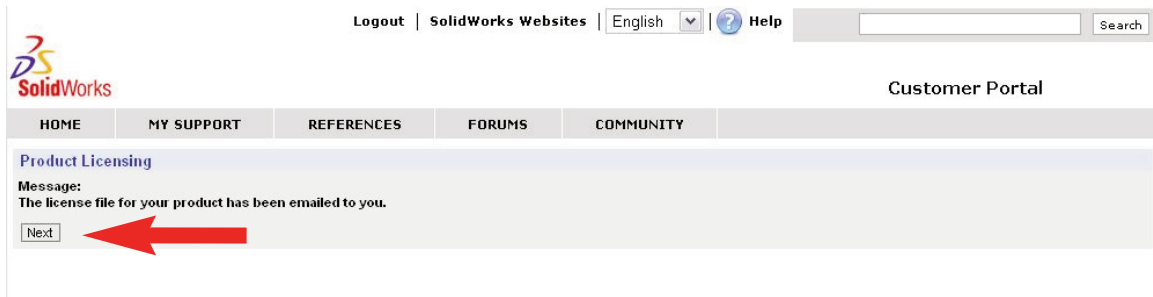 Logout | SolidWorks Websites | English | ? Help Search
SolidWorks
Customer Portal
HOME MY SUPPORT REFERENCES FORUMS COMMUNITY
Product Licensing
Message:
The license file for your product has been emailed to you.
Next